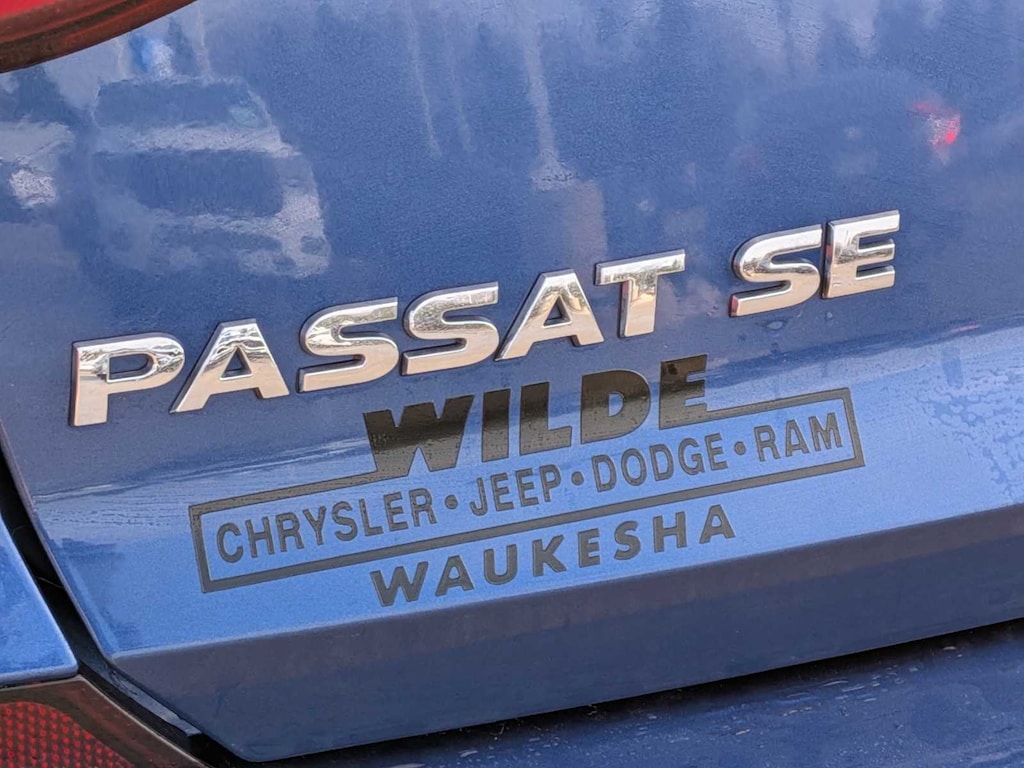 PASSAT SE
WILDE
CHRYSLER • JEEP • DODGE • RAM
WAUKESHA